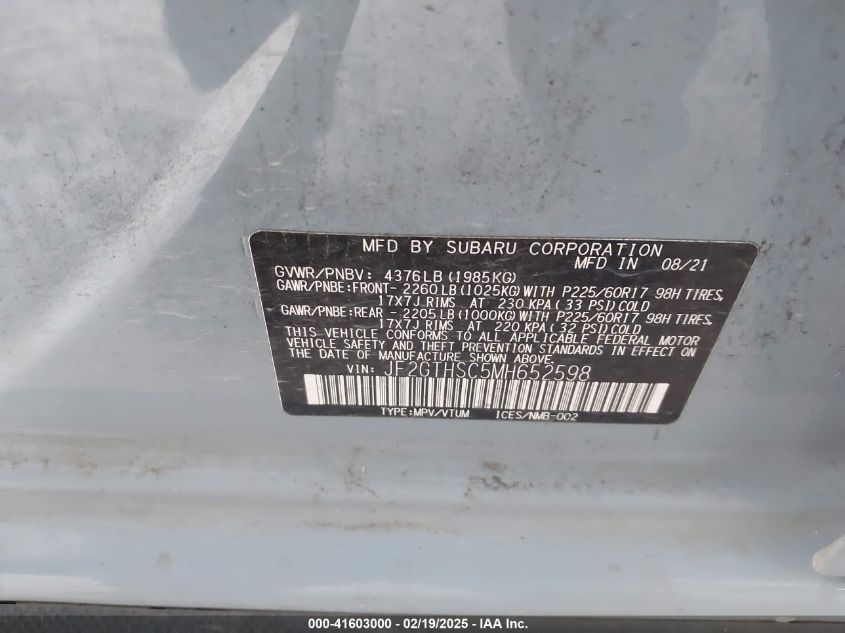 MFD BY SUBARU CORPORATION
MFD IN 08/21
GVWR/PNBV: 4376LB (1985KG)
GAWR/PNBE:FRONT- 2260LB(1025KG)WITH P225/60R17 98H TIRES,
17X7J RIMS AT 230 KPA (33 PSI)COLD
GAWR/PNBE:REAR - 2205LB(1000KG)WITH P225/60R17 98H TIRES,
17X7J RIMS AT 220 KPA (32 PSI)COLD
THIS VEHICLE CONFORMS TO ALL APPLICABLE FEDERAL MOTOR
VEHICLE SAFETY AND THEFT PREVENTION STANDARDS IN EFFECT ON
THE DATE OF MANUFACTURE SHOWN ABOVE.
VIN: JF2GTHSC5MH652598
TYPE:MPV/VTUM ICES/NMB-002
000-41603000 - 02/19/2025 - IAA Inc.